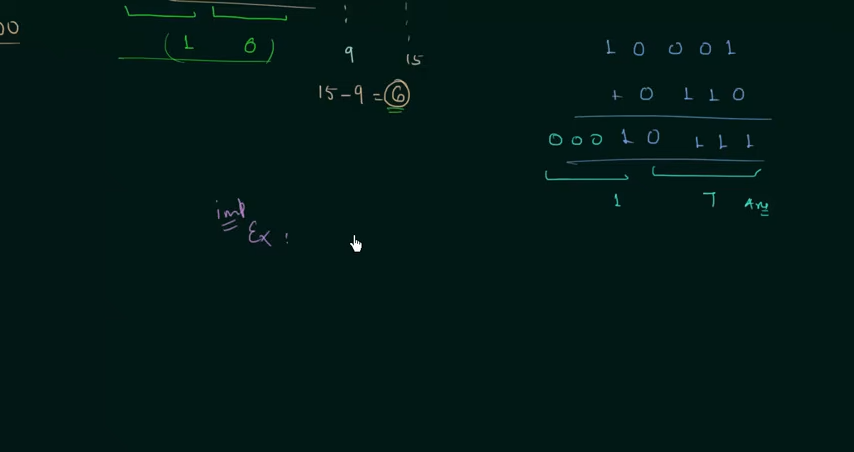 00
( 1 0 )
9 15
15 - 9 = 6
1 0 0 0 1
+ 0 1 1 0
0 0 0 1 0 1 1 1
1 7 Ans
imp
Ex :